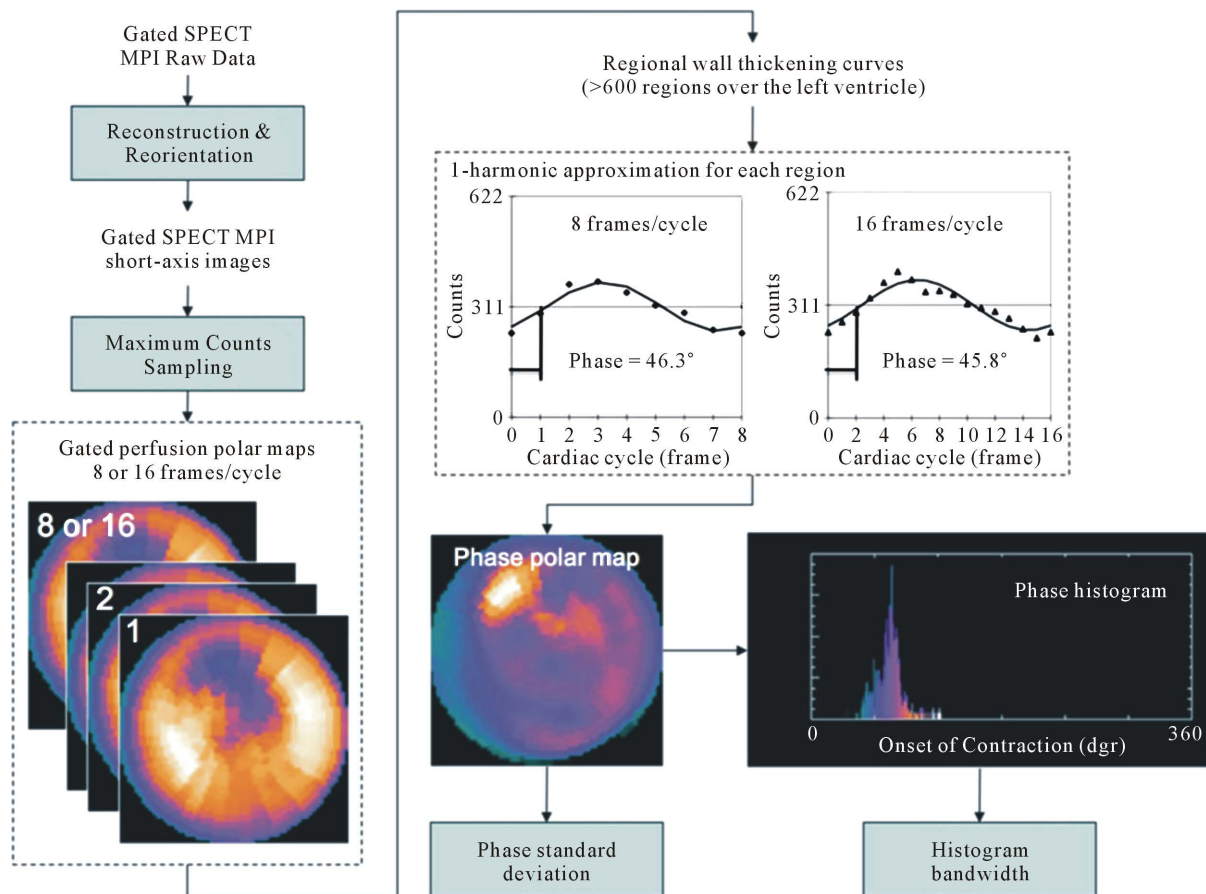 Gated SPECT
MPI Raw Data
Reconstruction &
Reorientation
Gated SPECT MPI
short-axis images
Maximum Counts
Sampling
Gated perfusion polar maps
8 or 16 frames/cycle
8 or 16
2
1
Regional wall thickening curves
(>600 regions over the left ventricle)
1-harmonic approximation for each region
622
311
0
Counts
8 frames/cycle
Phase = 46.3°
0 1 2 3 4 5 6 7 8
Cardiac cycle (frame)
622
311
0
Counts
16 frames/cycle
Phase = 45.8°
0 2 4 6 8 10 12 14 16
Cardiac cycle (frame)
Phase polar map
Phase histogram
0 360
Onset of Contraction (dgr)
Phase standard
deviation
Histogram
bandwidth